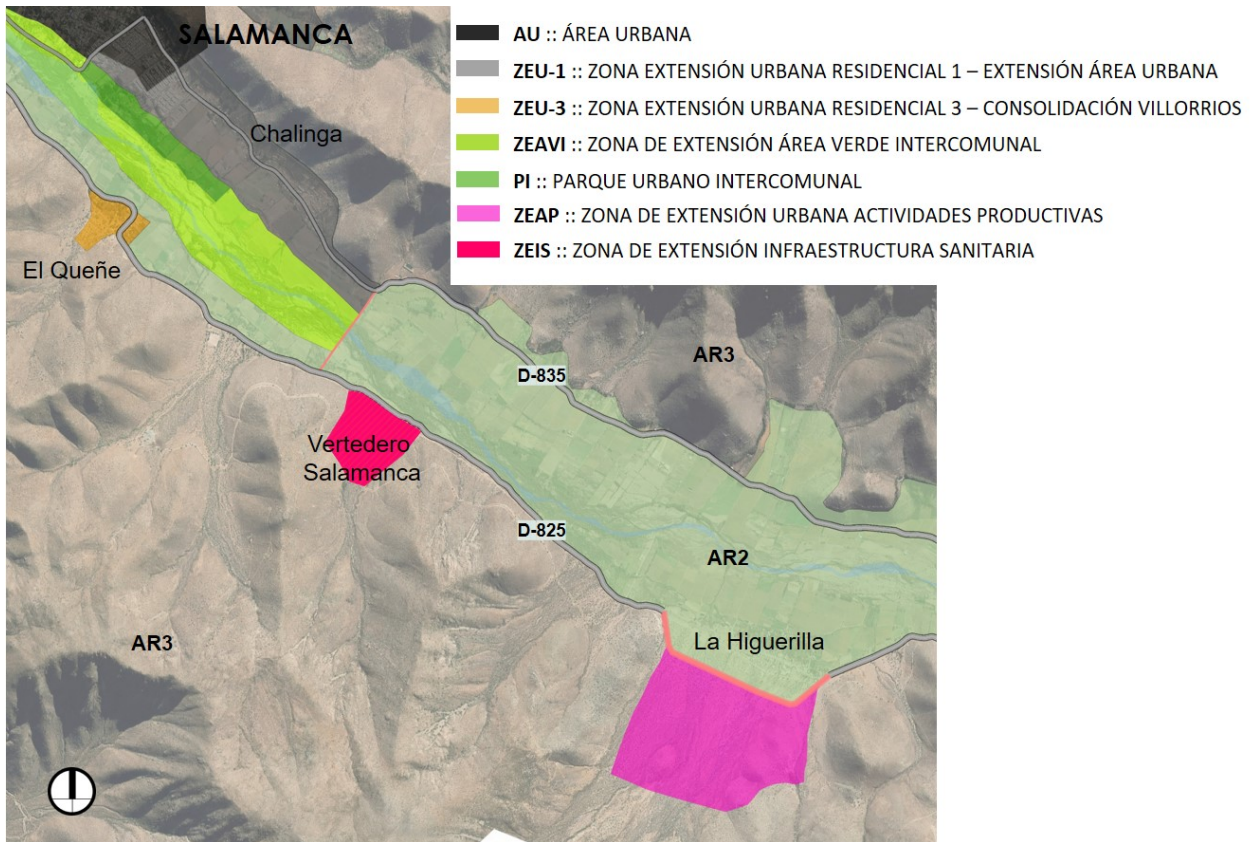 SALAMANCA
AU :: ÁREA URBANA
ZEU-1 :: ZONA EXTENSIÓN URBANA RESIDENCIAL 1 – EXTENSIÓN ÁREA URBANA
ZEU-3 :: ZONA EXTENSIÓN URBANA RESIDENCIAL 3 – CONSOLIDACIÓN VILLORRIOS
ZEAVI :: ZONA DE EXTENSIÓN ÁREA VERDE INTERCOMUNAL
PI :: PARQUE URBANO INTERCOMUNAL
ZEAP :: ZONA DE EXTENSIÓN URBANA ACTIVIDADES PRODUCTIVAS
ZEIS :: ZONA DE EXTENSIÓN INFRAESTRUCTURA SANITARIA
Chalinga
El Queñe
AR3
D-835
Vertedero
Salamanca
D-825
AR2
AR3
La Higuerilla